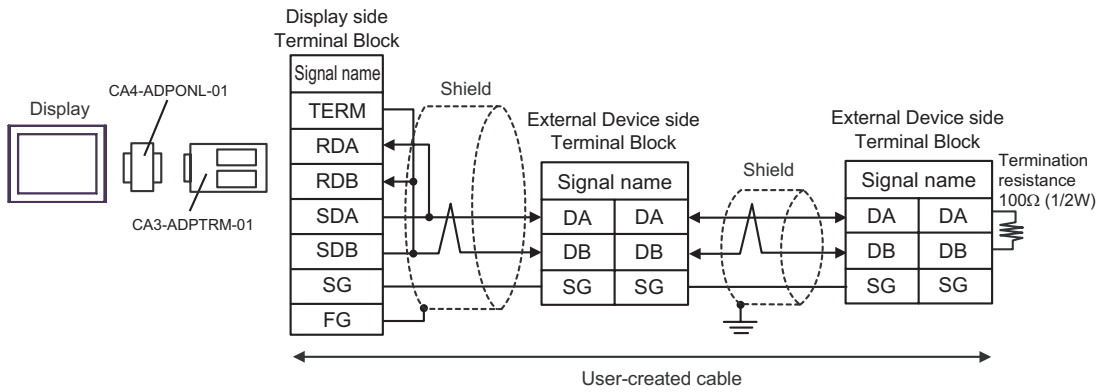 Display
CA4-ADPONL-01
CA3-ADPTRM-01
Display side
Terminal Block
Signal name
TERM
RDA
RDB
SDA
SDB
SG
FG
Shield
External Device side
Terminal Block
Signal name
DA DA
DB DB
SG SG
Shield
External Device side
Terminal Block
Signal name
DA DA
DB DB
SG SG
Termination
resistance
100Ω (1/2W)
User-created cable